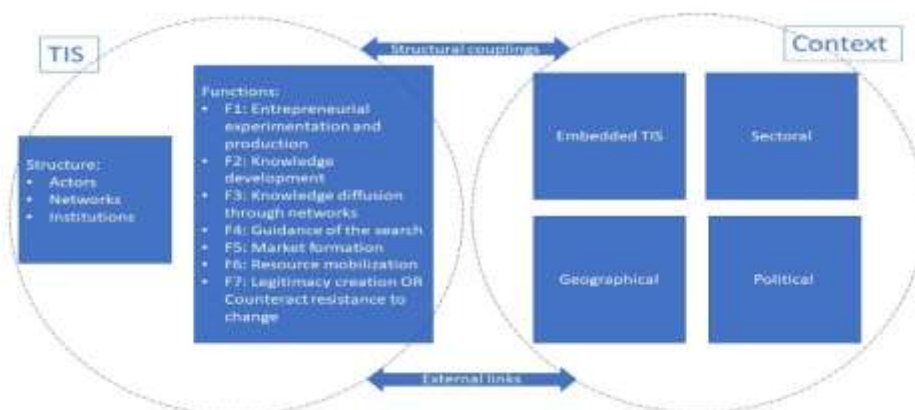 TIS
Structural couplings
Context
Functions:
• F1: Entrepreneurial
experimentation and
production
• F2: Knowledge
development
• F3: Knowledge diffusion
through networks
• F4: Guidance of the search
• F5: Market formation
• F6: Resource mobilization
• F7: Legitimacy creation OR
Counteract resistance to
change
Structure:
• Actors
• Networks
• Institutions
Embedded TIS
Sectoral
Geographical
Political
External links